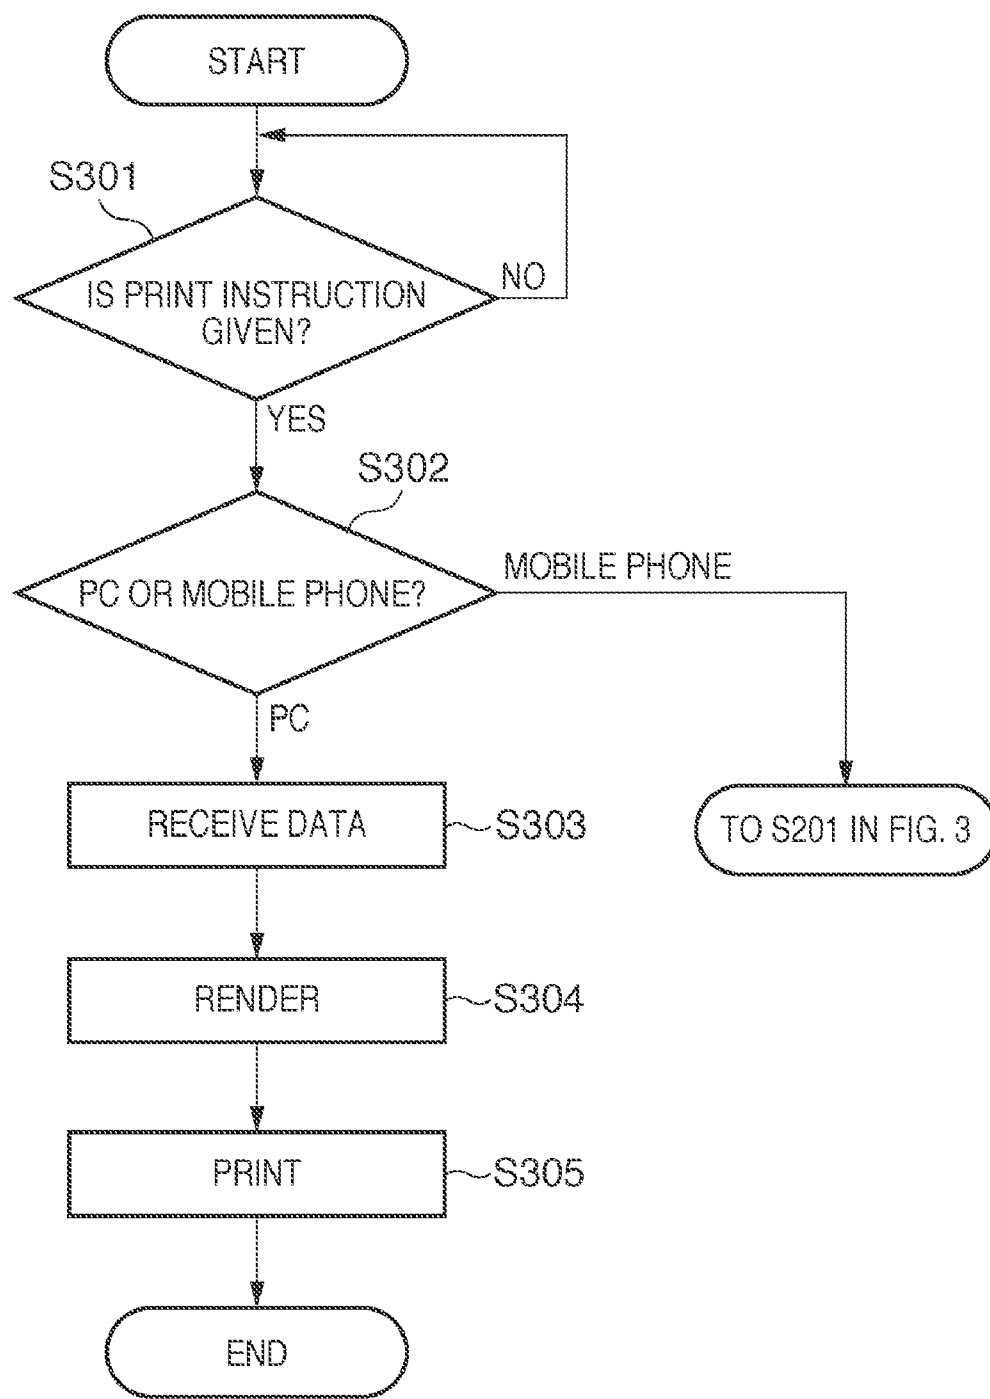 START
S301
NO
IS PRINT INSTRUCTION
GIVEN?
YES
S302
MOBILE PHONE
PC OR MOBILE PHONE?
PC
RECEIVE DATA
S303
TO S201 IN FIG. 3
RENDER
S304
PRINT
S305
END